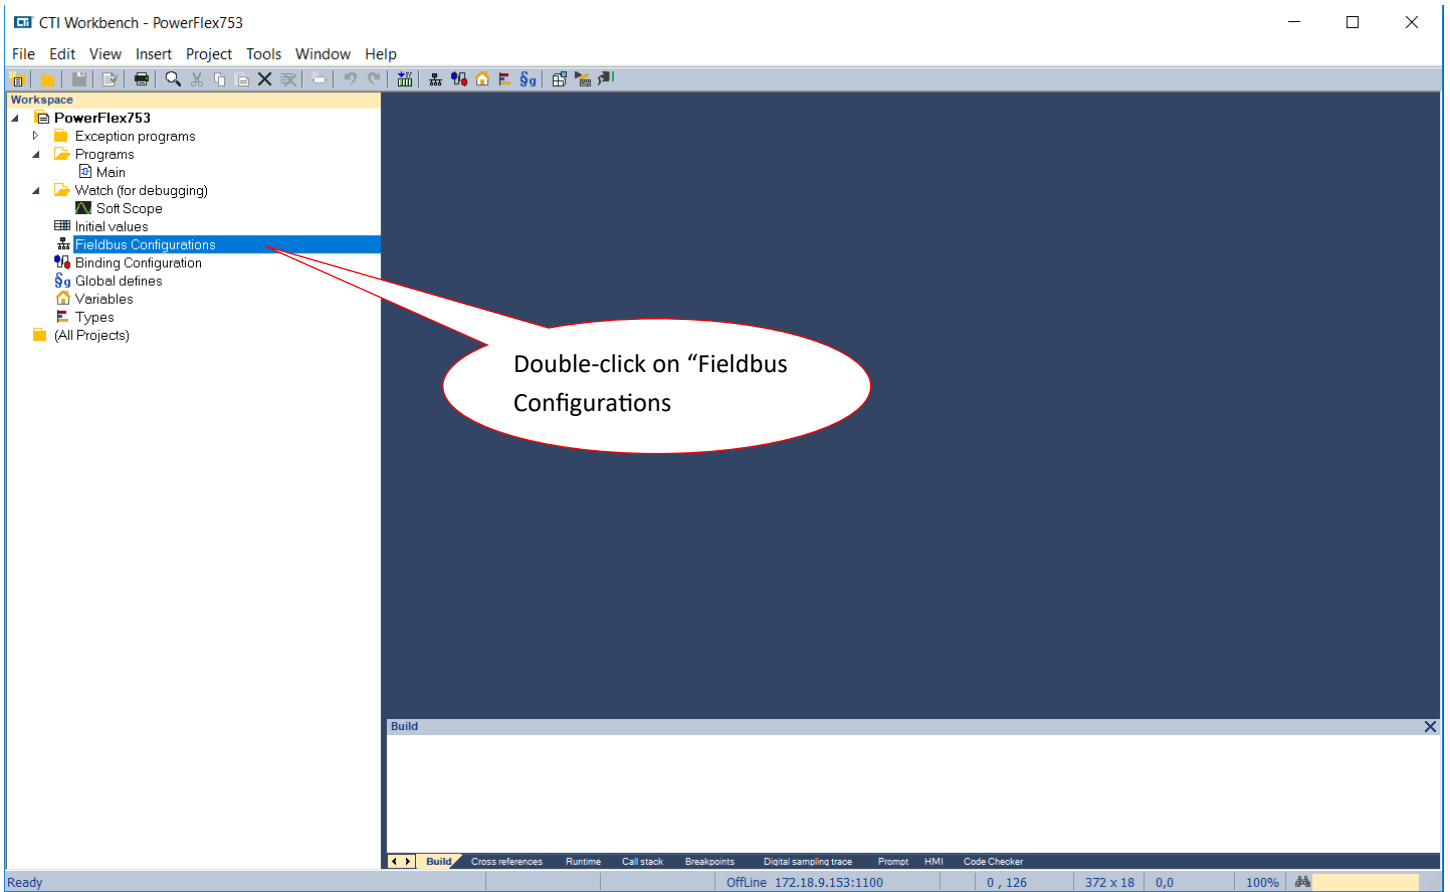 CTI Workbench - PowerFlex753
File Edit View Insert Project Tools Window Help
Workspace
PowerFlex753
Exception programs
Programs
Main
Watch (for debugging)
Soft Scope
Initial values
Fieldbus Configurations
Binding Configuration
§g Global defines
Variables
Types
(All Projects)
Double-click on “Fieldbus
Configurations
Build
Build Cross references Runtime Call stack Breakpoints Digital sampling trace Prompt HMI Code Checker
Ready OffLine 172.18.9.153:1100 0 , 126 372 x 18 0,0 100%